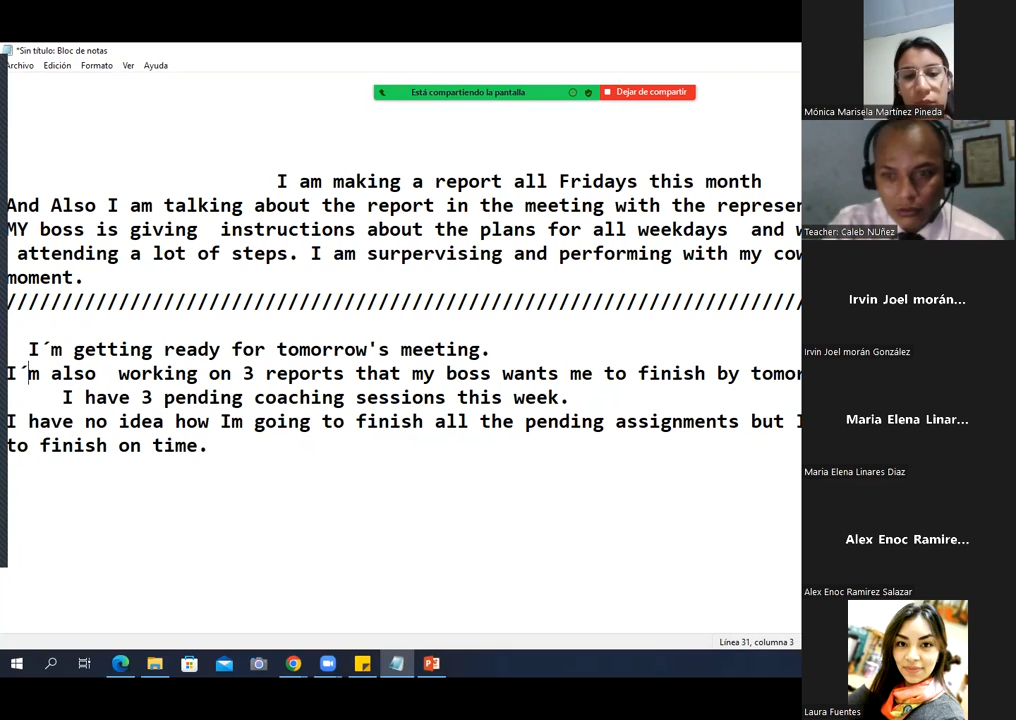 *Sin título: Bloc de notas
Archivo Edición Formato Ver Ayuda
Está compartiendo la pantalla Dejar de compartir
I am making a report all Fridays this month
And Also I am talking about the report in the meeting with the
MY boss is giving instructions about the plans for all weekdays and
attending a lot of steps. I am surpervising and performing with my
moment.
////////////////////////////////////////////////////////////////////////
I´m getting ready for tomorrow's meeting.
I´m also working on 3 reports that my boss wants me to finish by
I have 3 pending coaching sessions this week.
I have no idea how Im going to finish all the pending assignments but I
to finish on time.
Línea 31, columna 3
Mónica Marisela Martínez Pineda
Teacher: Caleb NUñez
Irvin Joel morán...
Irvin Joel morán González
Maria Elena Linar...
Maria Elena Linares Diaz
Alex Enoc Ramire...
Alex Enoc Ramirez Salazar
Laura Fuentes